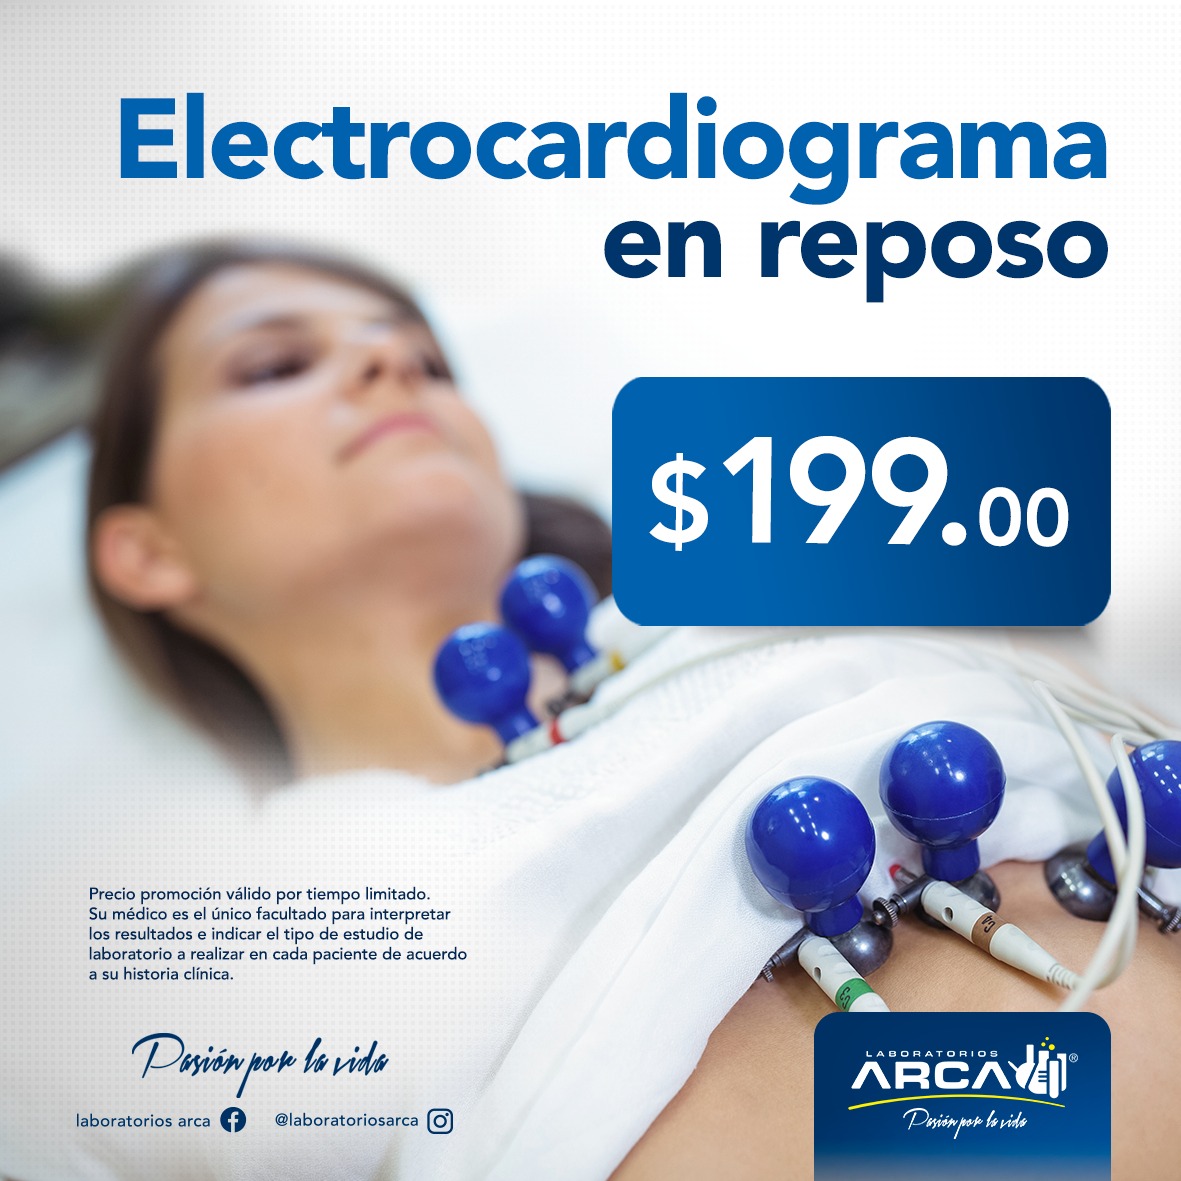 Electrocardiograma
en reposo
$199.00
Precio promoción válido por tiempo limitado.
Su médico es el único facultado para interpretar
los resultados e indicar el tipo de estudio de
laboratorio a realizar en cada paciente de acuerdo
a su historia clínica.
Pasión por la vida
laboratorios arca
@laboratoriosarca
LABORATORIOS
ARCA®
Pasión por la vida